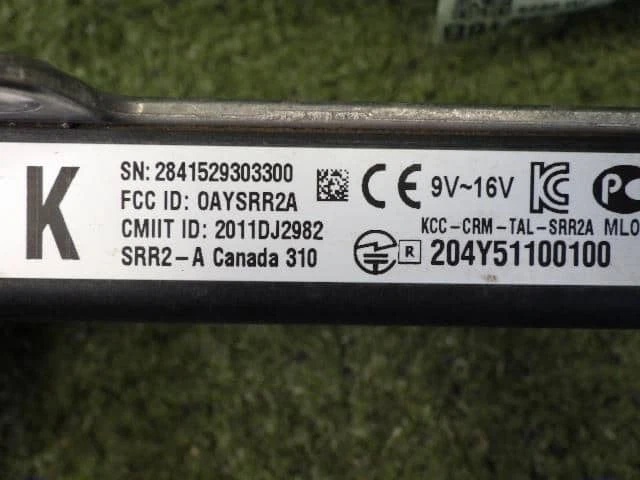 K
SN: 2841529303300
FCC ID: OAYSRR2A
CMIIT ID: 2011DJ2982
SRR2-A Canada 310
CE 9V~16V
KCC-CRM-TAL-SRR2A MLO
R 204Y51100100